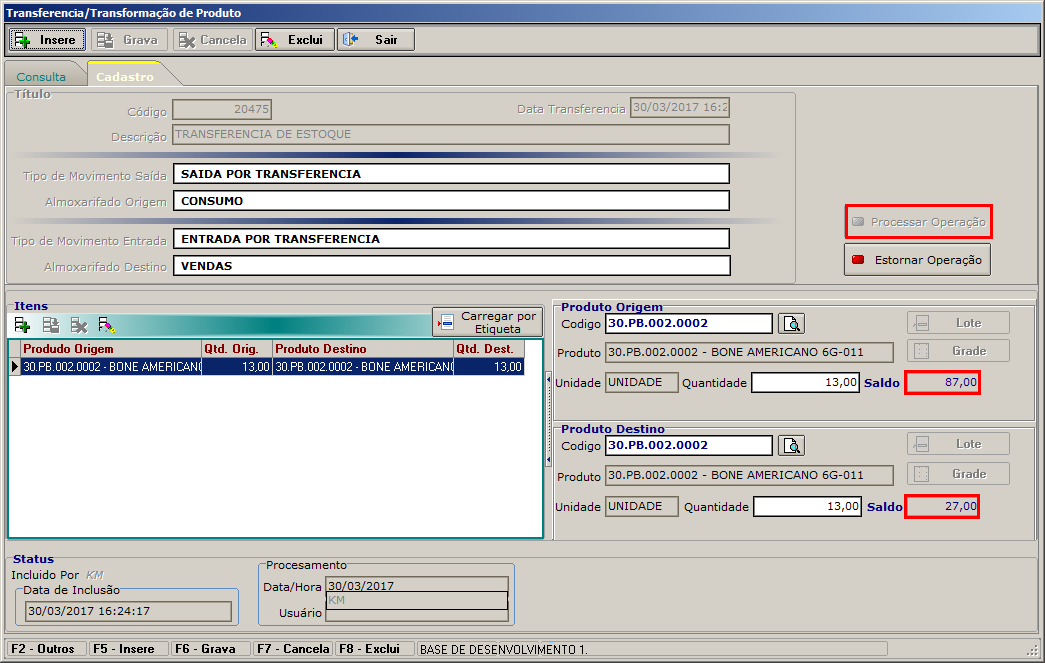 Transferencia/Transformação de Produto
Insere Grava Cancela Exclui Sair
Consulta Cadastro
Título
Código 20475 Data Transferencia 30/03/2017 16:2
Descrição TRANSFERENCIA DE ESTOQUE
Tipo de Movimento Saída SAIDA POR TRANSFERENCIA
Almoxarifado Origem CONSUMO
Tipo de Movimento Entrada ENTRADA POR TRANSFERENCIA
Almoxarifado Destino VENDAS
Processar Operação
Estornar Operação
Itens
Carregar por
Etiqueta
Produdo Origem Qtd. Orig. Produto Destino Qtd. Dest.
30.PB.002.0002 - BONE AMERICANO 13,00 30.PB.002.0002 - BONE AMERICANO 13,00
Produto Origem
Codigo 30.PB.002.0002 Lote
Produto 30.PB.002.0002 - BONE AMERICANO 6G-011 Grade
Unidade UNIDADE Quantidade 13,00 Saldo 87,00
Produto Destino
Codigo 30.PB.002.0002 Lote
Produto 30.PB.002.0002 - BONE AMERICANO 6G-011 Grade
Unidade UNIDADE Quantidade 13,00 Saldo 27,00
Status
Incluido Por KM
Data de Inclusão
30/03/2017 16:24:17
Procesamento
Data/Hora 30/03/2017
KM
Usuário
F2 - Outros F5 - Insere F6 - Grava F7 - Cancela F8 - Exclui BASE DE DESENVOLVIMENTO 1.